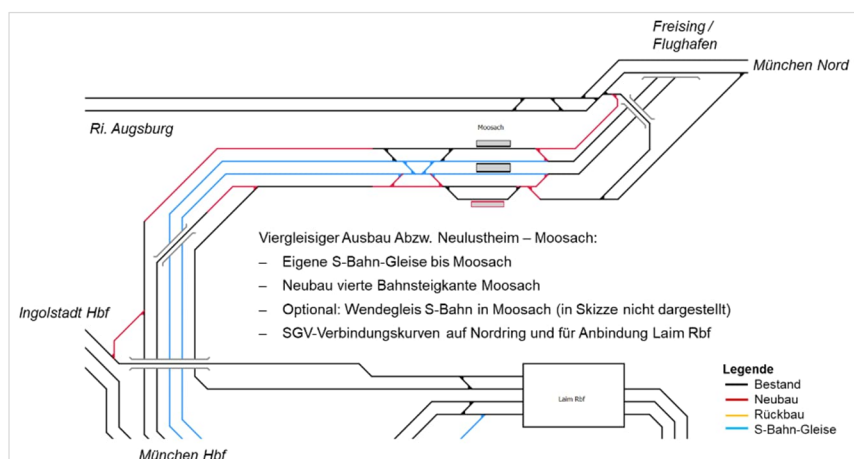 Freising /
Flughafen
München Nord
Ri. Augsburg
Moosach
Viergleisiger Ausbau Abzw. Neulustheim – Moosach:
– Eigene S-Bahn-Gleise bis Moosach
– Neubau vierte Bahnsteigkante Moosach
– Optional: Wendegleis S-Bahn in Moosach (in Skizze nicht dargestellt)
– SGV-Verbindungskurven auf Nordring und für Anbindung Laim Rbf
Ingolstadt Hbf
Laim Rbf
Legende
Bestand
Neubau
Rückbau
S-Bahn-Gleise
München Hbf